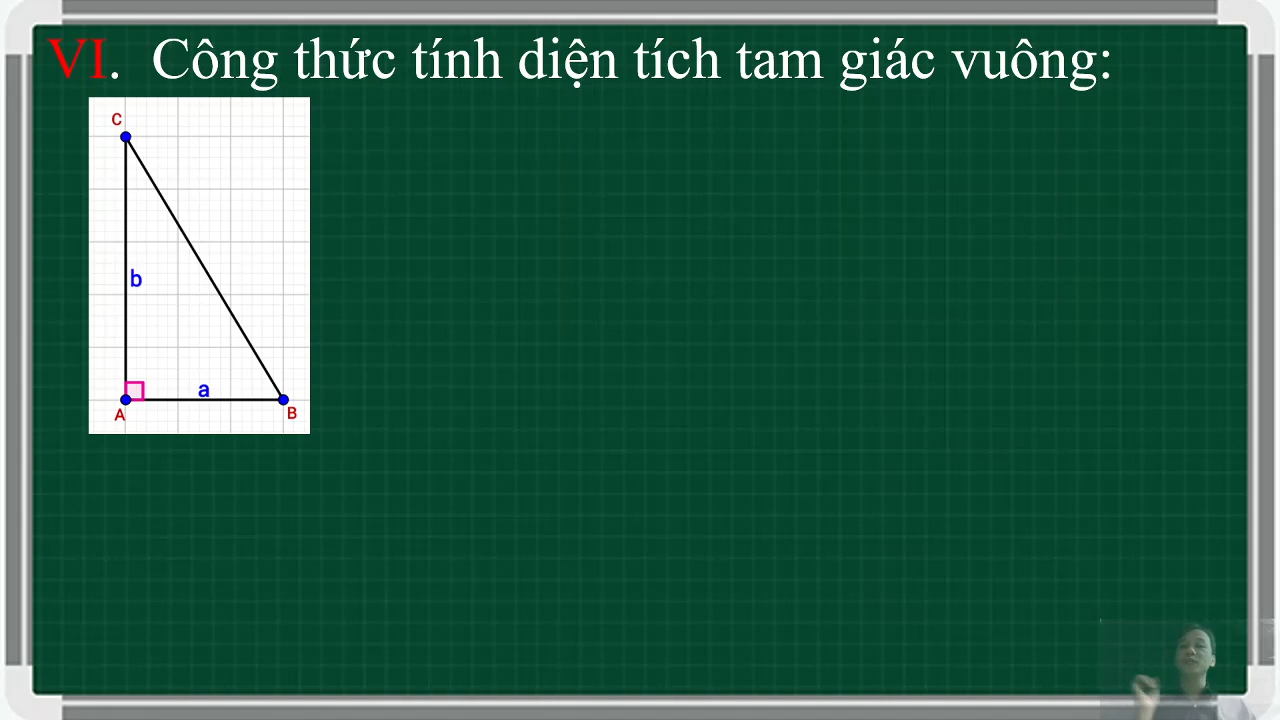 VI. Công thức tính diện tích tam giác vuông:
C
b
a
A
B